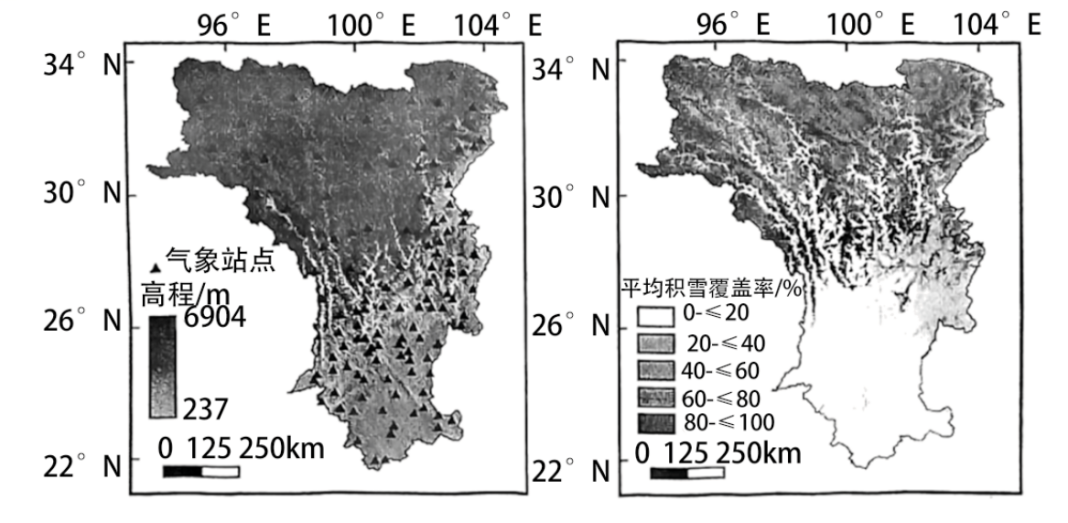 96° E 100° E 104° E
34° N
30° N
26° N
22° N
▲气象站点
高程/m
6904
237
0 125 250km
96° E 100° E 104° E
34° N
30° N
26° N
22° N
平均积雪覆盖率/%
0-≤20
20-≤40
40-≤60
60-≤80
80-≤100
0 125 250km